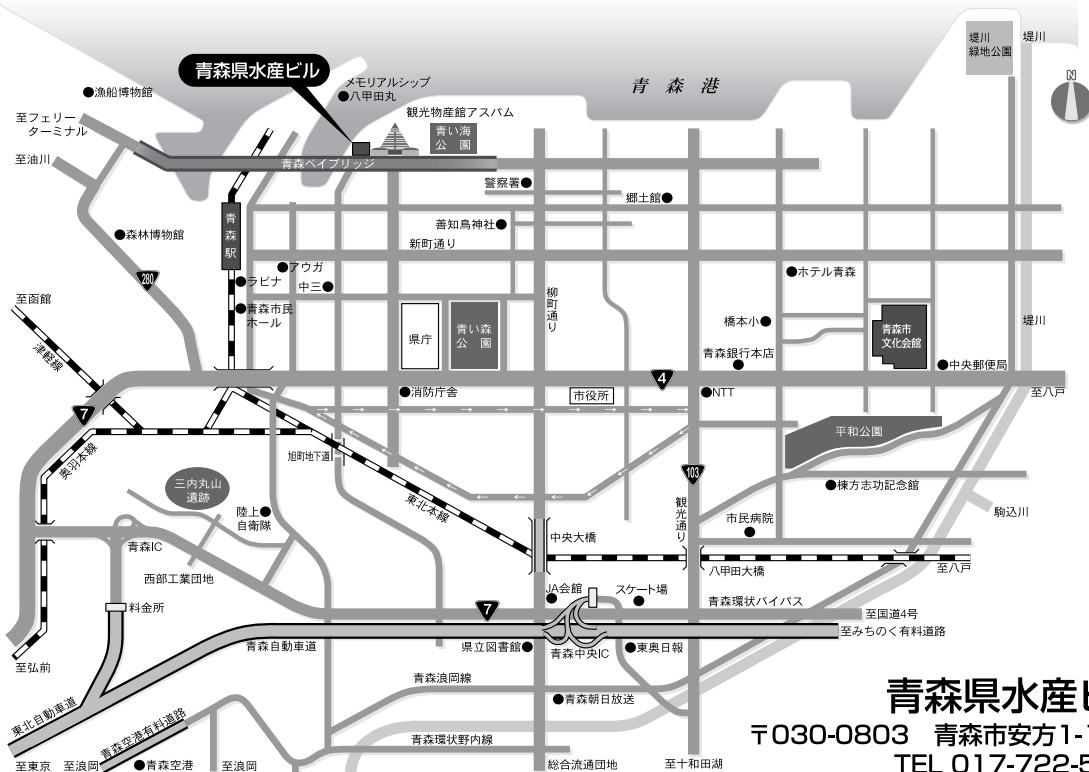 堤川
緑地公園
堤川
N
青森県水産ビル
●漁船博物館
メモリアルシップ
●八甲田丸
青森港
至フェリー
ターミナル
観光物産館アスパム
青い海
公園
至油川
青森ベイブリッジ
警察署●
郷土館●
善知鳥神社●
青森駅
●森林博物館
新町通り
280
●アウガ
●ラビナ
中三●
●ホテル青森
至函館
●青森市民
ホール
柳町通り
県庁
青い森
公園
橋本小●
青森市
文化会館
堤川
津軽線
青森銀行本店
●中央郵便局
4
7
●消防庁舎
市役所
●NTT
至八戸
平和公園
奥羽本線
旭町地下道
103
三内丸山
遺跡
東北本線
●棟方志功記念館
陸上●
自衛隊
観光通り
市民病院
駒込川
青森IC
中央大橋
西部工業団地
八甲田大橋
至八戸
JA会館
スケート場
料金所
7
青森環状バイパス
至国道4号
至みちのく有料道路
青森自動車道
県立図書館●
青森中央IC
●東奥日報
至弘前
青森浪岡線
●青森朝日放送
東北自動車道
青森空港有料道路
青森環状野内線
至東京
至浪岡
●青森空港
至浪岡
総合流通団地
至十和田湖
青森県水産ビ
〒030-0803 青森市安方1-1
TEL 017-722-5